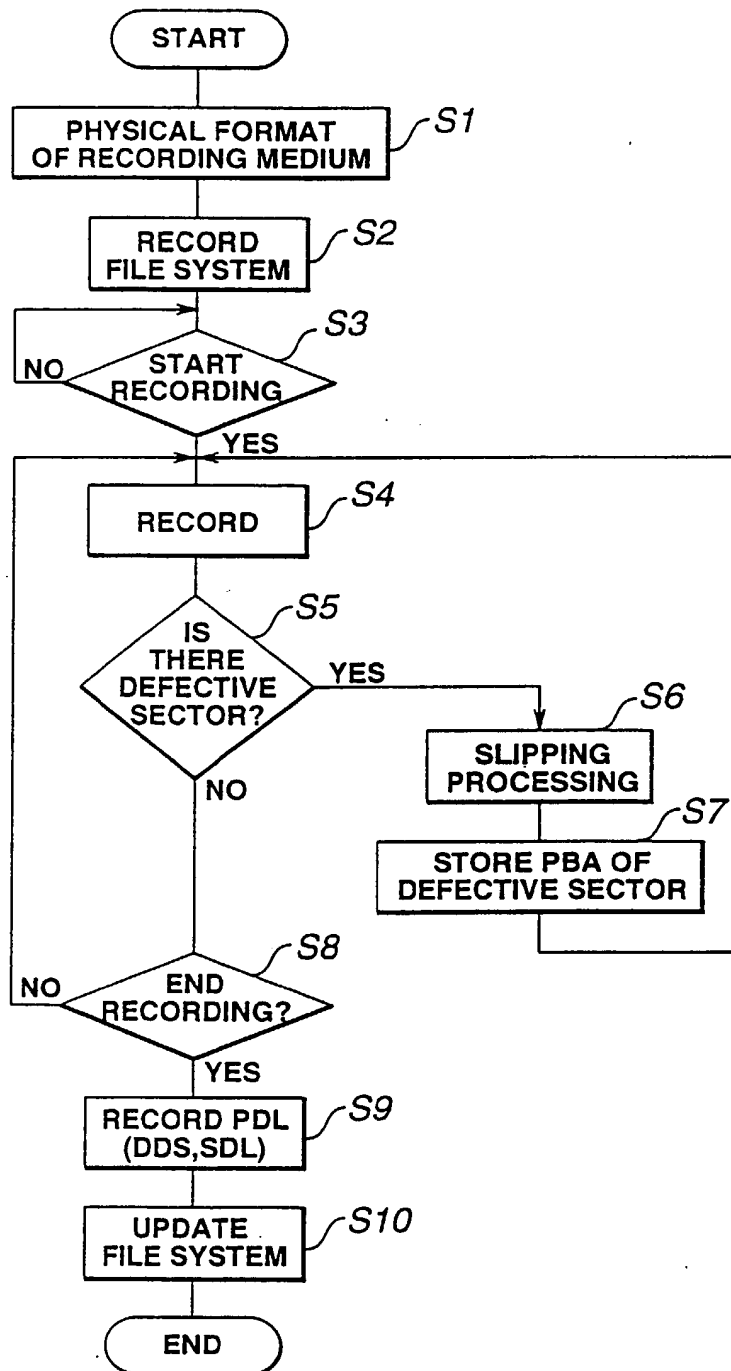 START
PHYSICAL FORMAT
OF RECORDING MEDIUM
S1
RECORD
FILE SYSTEM
S2
START
RECORDING
S3
NO
YES
RECORD
S4
IS
THERE
DEFECTIVE
SECTOR?
S5
YES
NO
SLIPPING
PROCESSING
S6
STORE PBA OF
DEFECTIVE SECTOR
S7
END
RECORDING?
S8
NO
YES
RECORD PDL
(DDS,SDL)
S9
UPDATE
FILE SYSTEM
S10
END